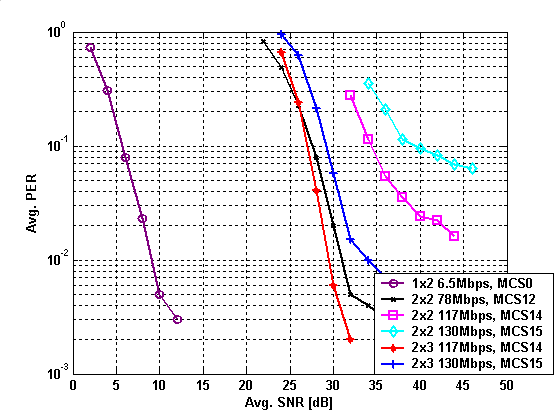 10^0
10^-1
10^-2
10^-3
Avg. PER
0 5 10 15 20 25 30 35 40 45 50
Avg. SNR [dB]
1x2 6.5Mbps, MCS0
2x2 78Mbps, MCS12
2x2 117Mbps, MCS14
2x2 130Mbps, MCS15
2x3 117Mbps, MCS14
2x3 130Mbps, MCS15